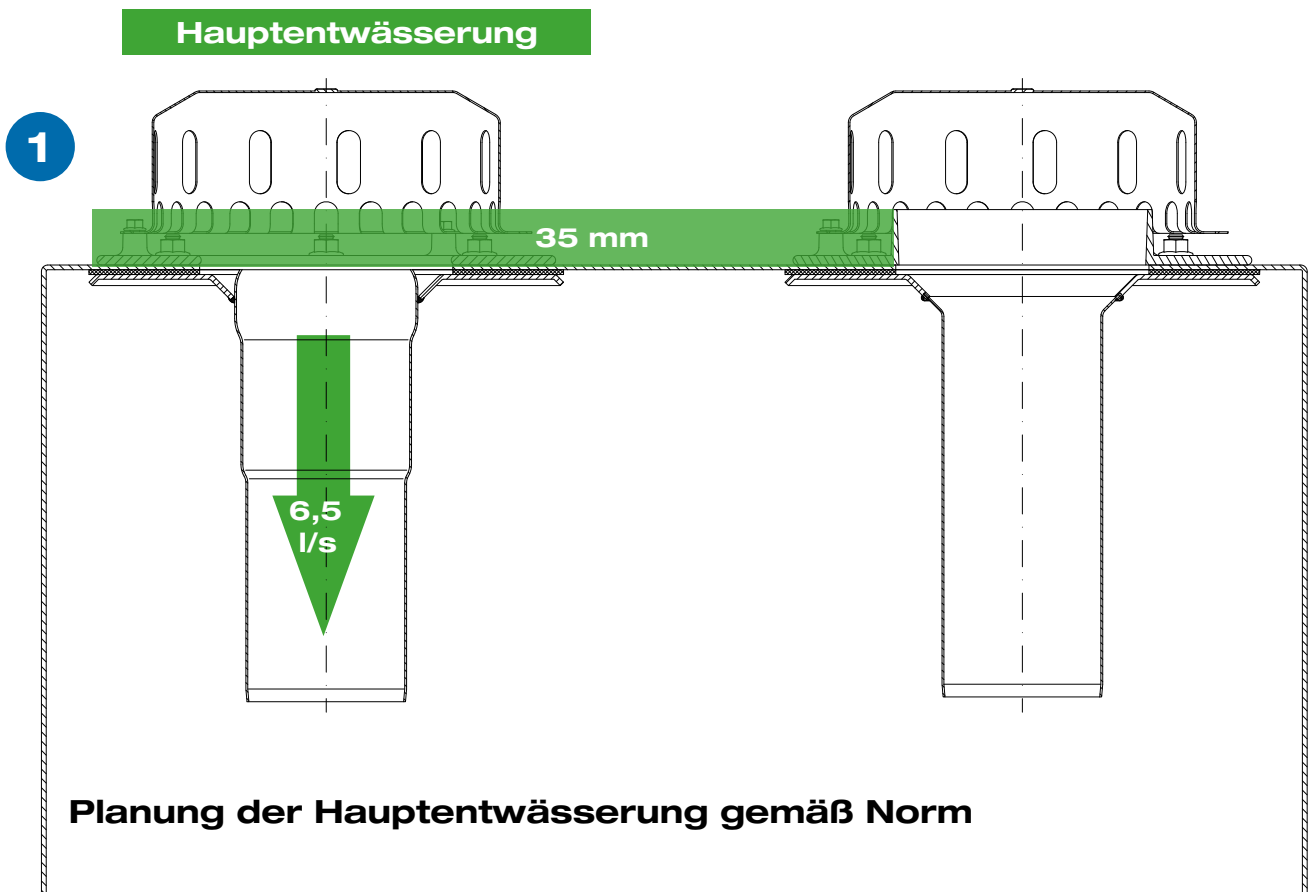 Hauptentwässerung
1
35 mm
6,5
l/s
Planung der Hauptentwässerung gemäß Norm